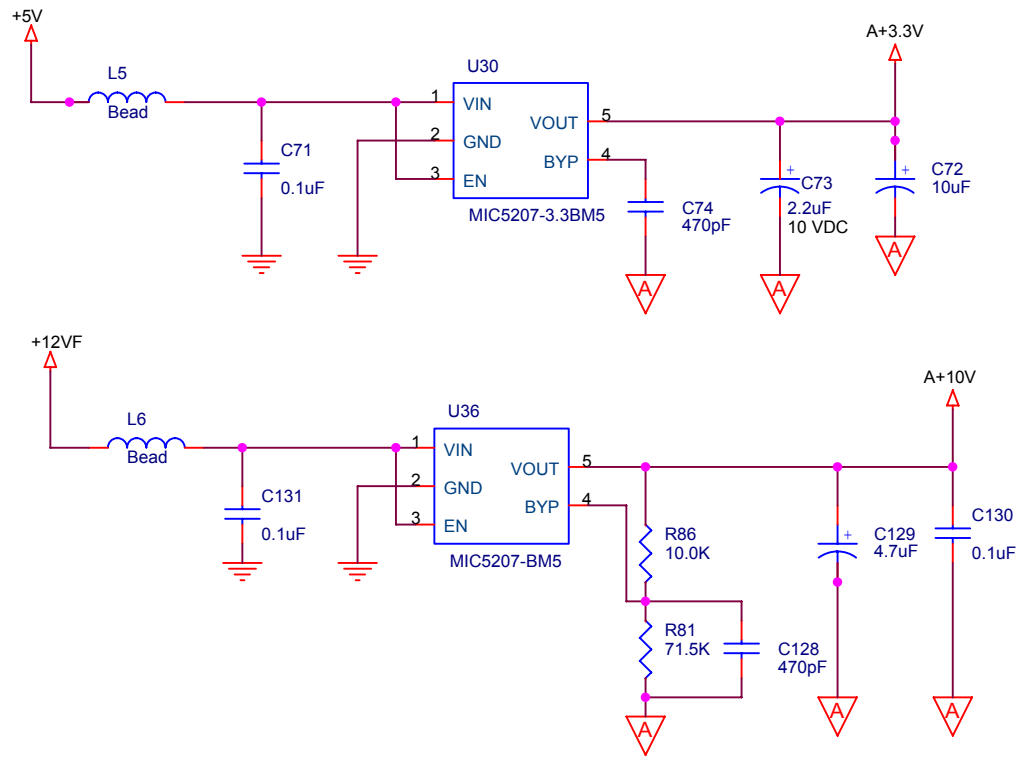 +5V
L5
Bead
C71
0.1uF
U30
1
VIN
2
GND
3
EN
VOUT
5
BYP
4
MIC5207-3.3BM5
C74
470pF
+
C73
2.2uF
10 VDC
A+3.3V
+
C72
10uF
A
A
A
+12VF
L6
Bead
C131
0.1uF
U36
1
VIN
2
GND
3
EN
VOUT
5
BYP
4
MIC5207-BM5
R86
10.0K
R81
71.5K
C128
470pF
+
C129
4.7uF
A+10V
C130
0.1uF
A
A
A